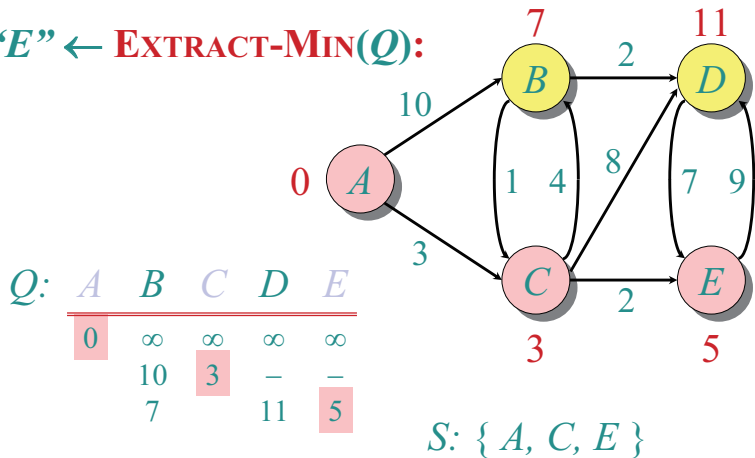 “E” ← EXTRACT-MIN(Q):
7
11
B
2
D
10
0
A
1
4
8
7
9
3
C
2
E
3
5
Q: A B C D E
0 ∞ ∞ ∞ ∞
10 3 – –
7 11 5
S: { A, C, E }